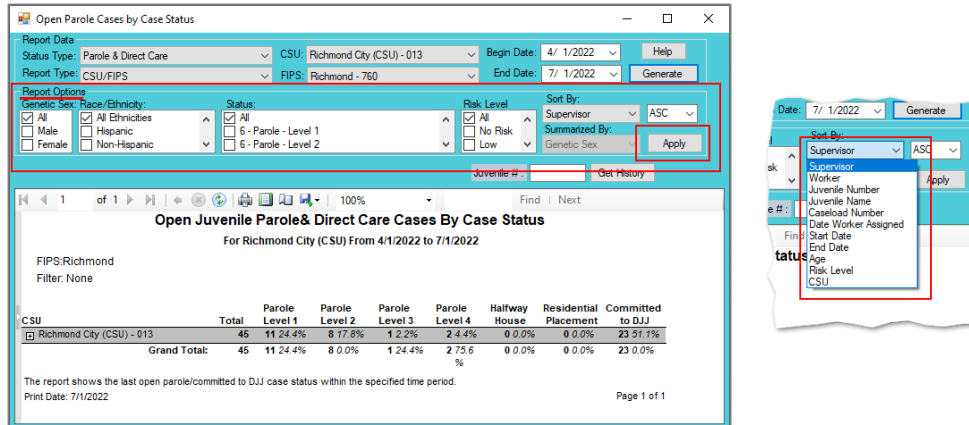 Open Parole Cases by Case Status
Report Data
Status Type: Parole & Direct Care CSU: Richmond City (CSU) - 013 Begin Date: 4/ 1/2022 Help
Report Type: CSU/FIPS FIPS: Richmond - 760 End Date: 7/ 1/2022 Generate
Report Options
Genetic Sex: Race/Ethnicity: Status: Risk Level Sort By:
All All Ethnicities All All Supervisor ASC
Male Hispanic 6 - Parole - Level 1 No Risk Summarized By:
Female Non-Hispanic 6 - Parole - Level 2 Low Genetic Sex Apply
Juvenile # : Get History
1 of 1 100% Find | Next
Open Juvenile Parole& Direct Care Cases By Case Status
For Richmond City (CSU) From 4/1/2022 to 7/1/2022
FIPS:Richmond
Filter: None
CSU Total Parole Level 1 Parole Level 2 Parole Level 3 Parole Level 4 Halfway House Residential Placement Committed to DJJ
Richmond City (CSU) - 013 45 11 24.4% 8 17.8% 1 2.2% 2 4.4% 0 0.0% 0 0.0% 23 51.1%
Grand Total: 45 11 24.4% 8 0.0% 1 24.4% 2 75.6 % 0 0.0% 0 0.0% 23 0.0%
The report shows the last open parole/committed to DJJ case status within the specified time period.
Print Date: 7/1/2022 Page 1 of 1
Date: 7/ 1/2022 Generate
Sort By:
Supervisor ASC
sk Supervisor
Worker Apply
Juvenile Number
Juvenile Name
e # : Caseload Number
Date Worker Assigned
Find Start Date
End Date
tatus Age
Risk Level
CSU